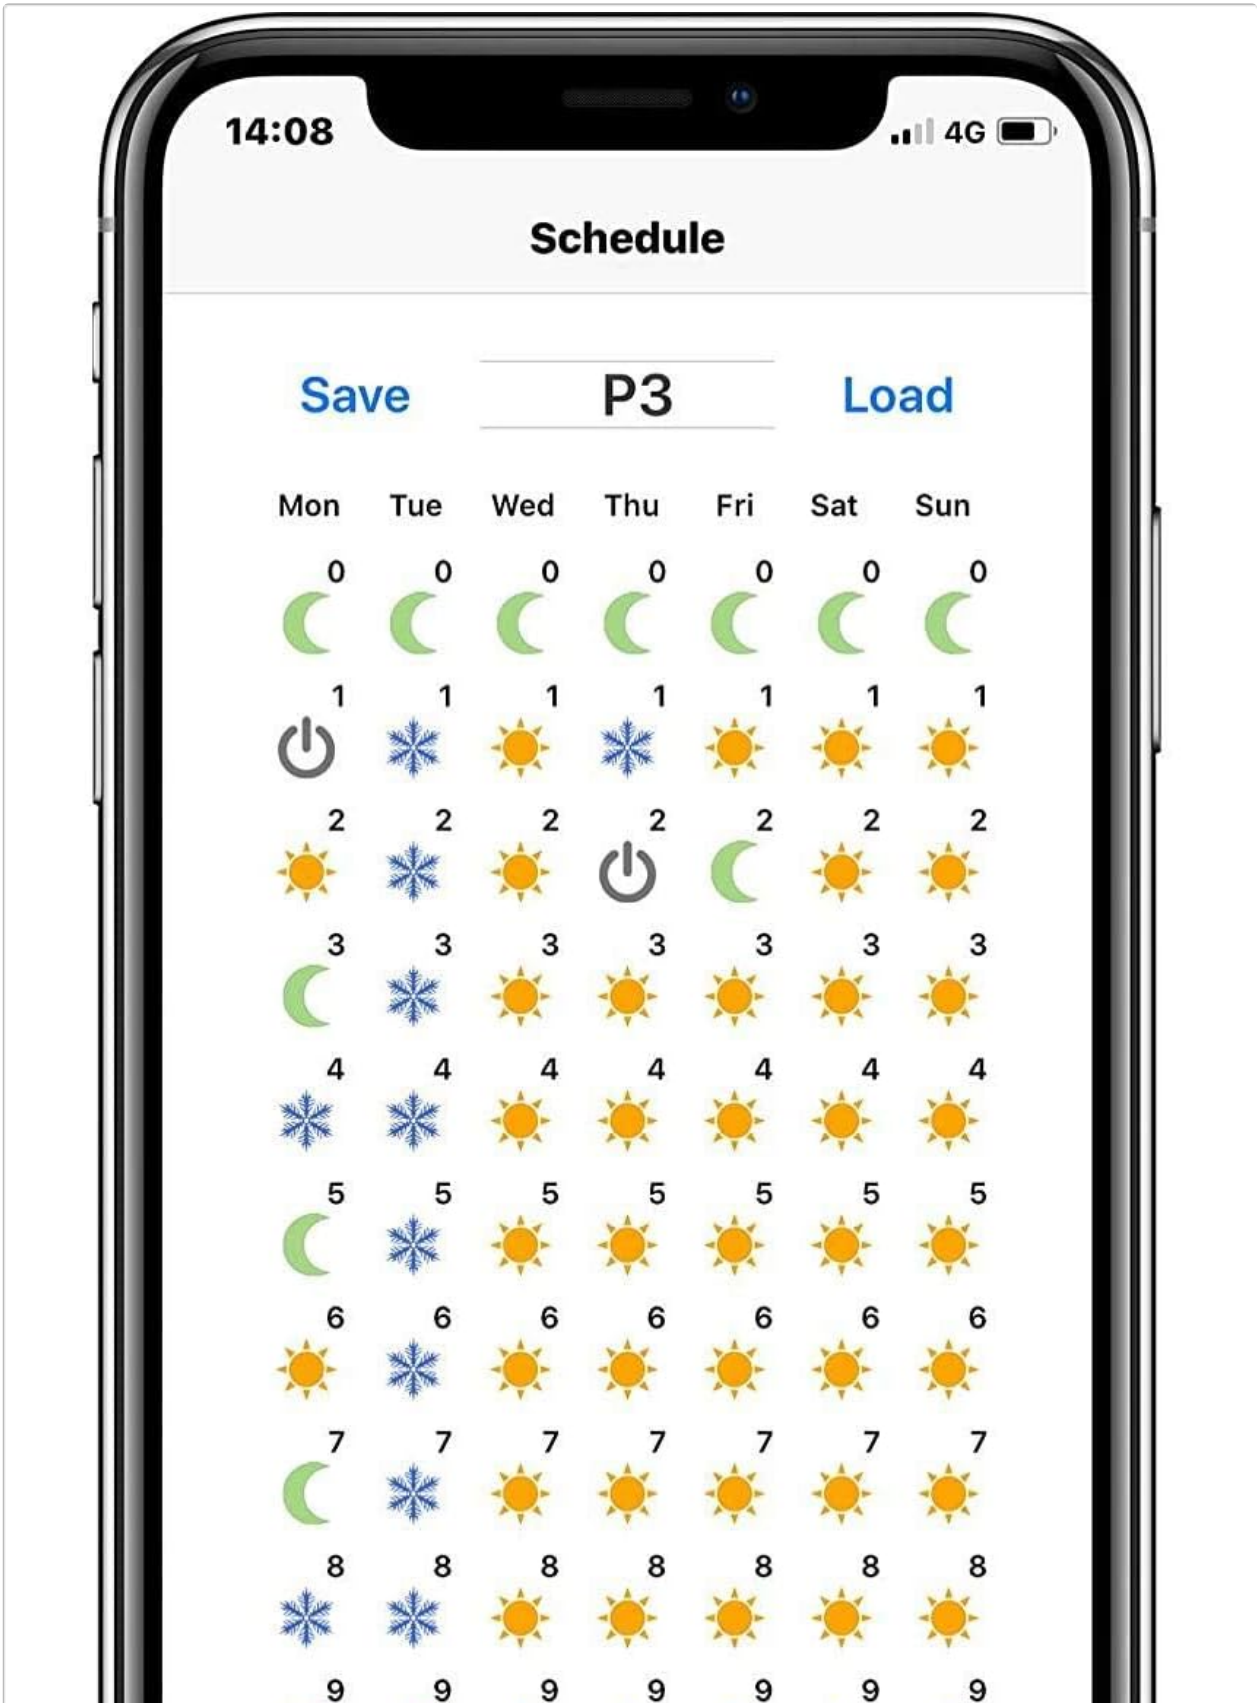 14:08 4G
Schedule
Save P3 Load
Mon Tue Wed Thu Fri Sat Sun
0 0 0 0 0 0 0
1 1 1 1 1 1 1
2 2 2 2 2 2 2
3 3 3 3 3 3 3
4 4 4 4 4 4 4
5 5 5 5 5 5 5
6 6 6 6 6 6 6
7 7 7 7 7 7 7
8 8 8 8 8 8 8
9 9 9 9 9 9 9